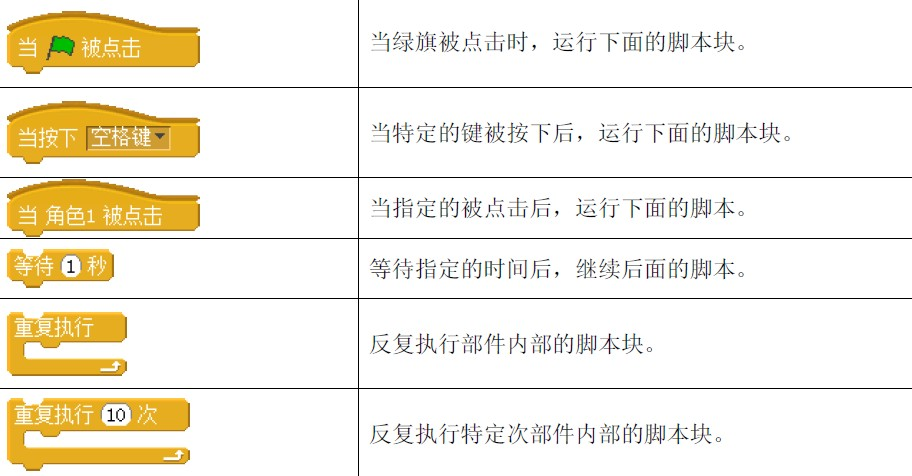 当 被点击
当绿旗被点击时，运行下面的脚本块。
当按下 空格键
当特定的键被按下后，运行下面的脚本块。
当 角色1 被点击
当指定的被点击后，运行下面的脚本。
等待 1 秒
等待指定的时间后，继续后面的脚本。
重复执行
反复执行部件内部的脚本块。
重复执行 10 次
反复执行特定次部件内部的脚本块。